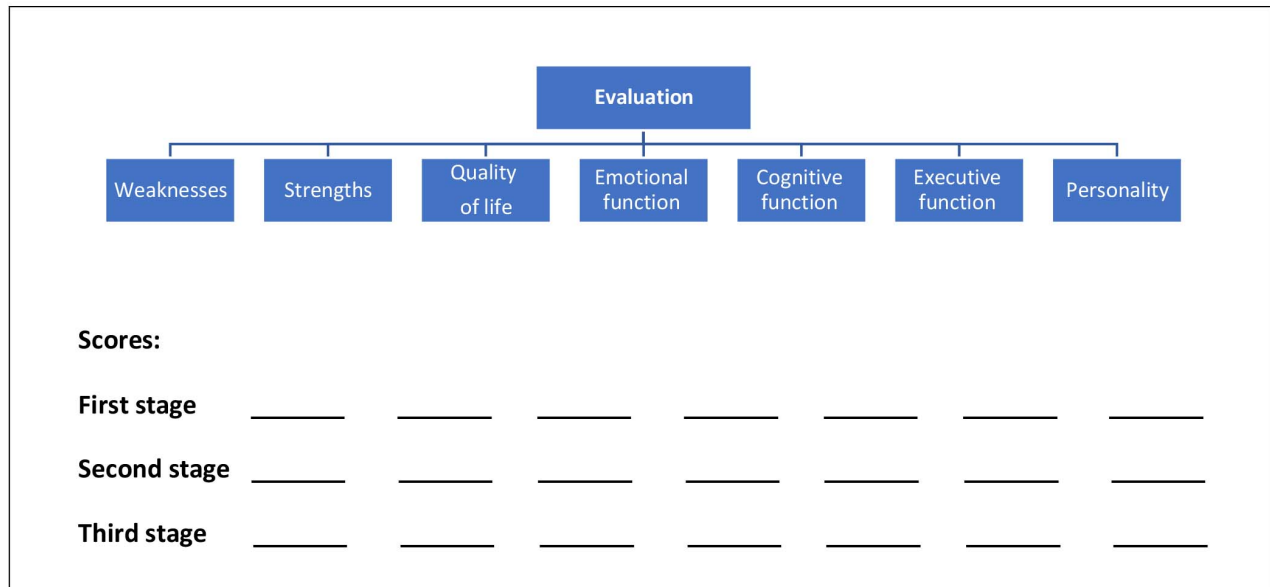 Evaluation
Weaknesses
Strengths
Quality
of life
Emotional
function
Cognitive
function
Executive
function
Personality
Scores:
First stage
Second stage
Third stage